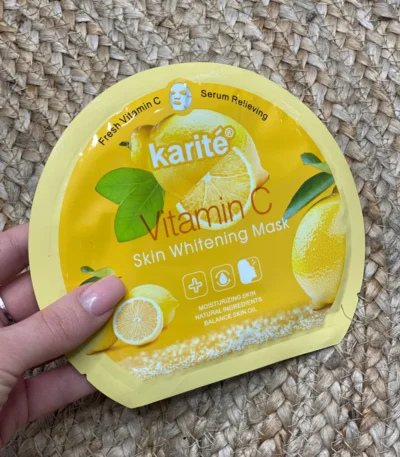 Fresh Vitamin C
Serum Relieving
karité®
Vitamin C
Skin Whitening Mask
MOISTURIZING SKIN
NATURAL INGREDIENTS
BALANCE SKIN OIL